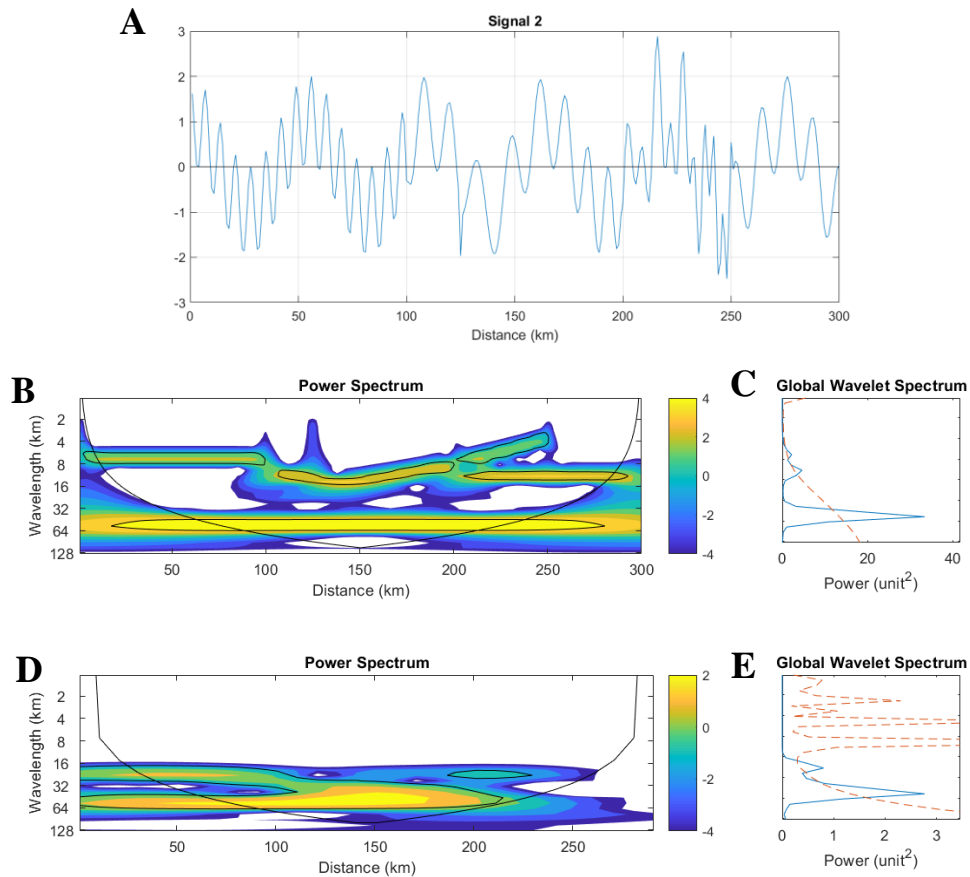 A
Signal 2
3
2
1
0
-1
-2
-3
0 50 100 150 200 250 300
Distance (km)
B
Power Spectrum
Wavelength (km)
2
4
8
16
32
64
128
50 100 150 200 250 300
Distance (km)
4
2
0
-2
-4
C
Global Wavelet Spectrum
0 20 40
Power (unit2)
D
Power Spectrum
Wavelength (km)
2
4
8
16
32
64
128
50 100 150 200 250
Distance (km)
2
0
-2
-4
E
Global Wavelet Spectrum
0 1 2 3
Power (unit2)